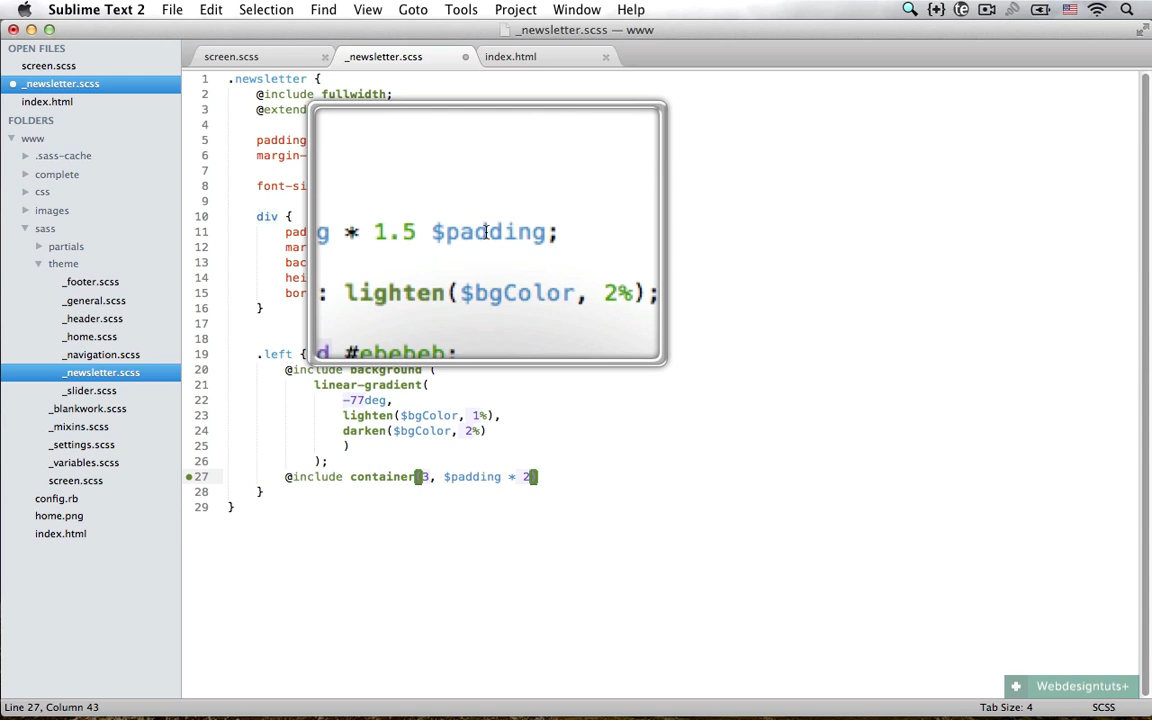 Sublime Text 2 File Edit Selection Find View Goto Tools Project Window Help
_newsletter.scss — www
OPEN FILES
screen.scss
_newsletter.scss
index.html
FOLDERS
www
.sass-cache
complete
css
images
sass
partials
theme
_footer.scss
_general.scss
_header.scss
_home.scss
_navigation.scss
_newsletter.scss
_slider.scss
_blankwork.scss
_mixins.scss
_settings.scss
_variables.scss
screen.scss
config.rb
home.png
index.html
screen.scss _newsletter.scss index.html
1 .newsletter {
2 @include fullwidth;
3 @extend
4
5 padding
6 margin-
7
8 font-si
9
10 div {
11 pad
12 mar
13 bac
14 hei
15 bor
16 }
17
18
19 .left {
20 @include background (
21 linear-gradient(
22 -77deg,
23 lighten($bgColor, 1%),
24 darken($bgColor, 2%)
25 )
26 );
27 @include container(3, $padding * 2)
28 }
29 }
g * 1.5 $padding;
: lighten($bgColor, 2%);
d #ebebeb;
Webdesigntuts+
Line 27, Column 43 Tab Size: 4 SCSS